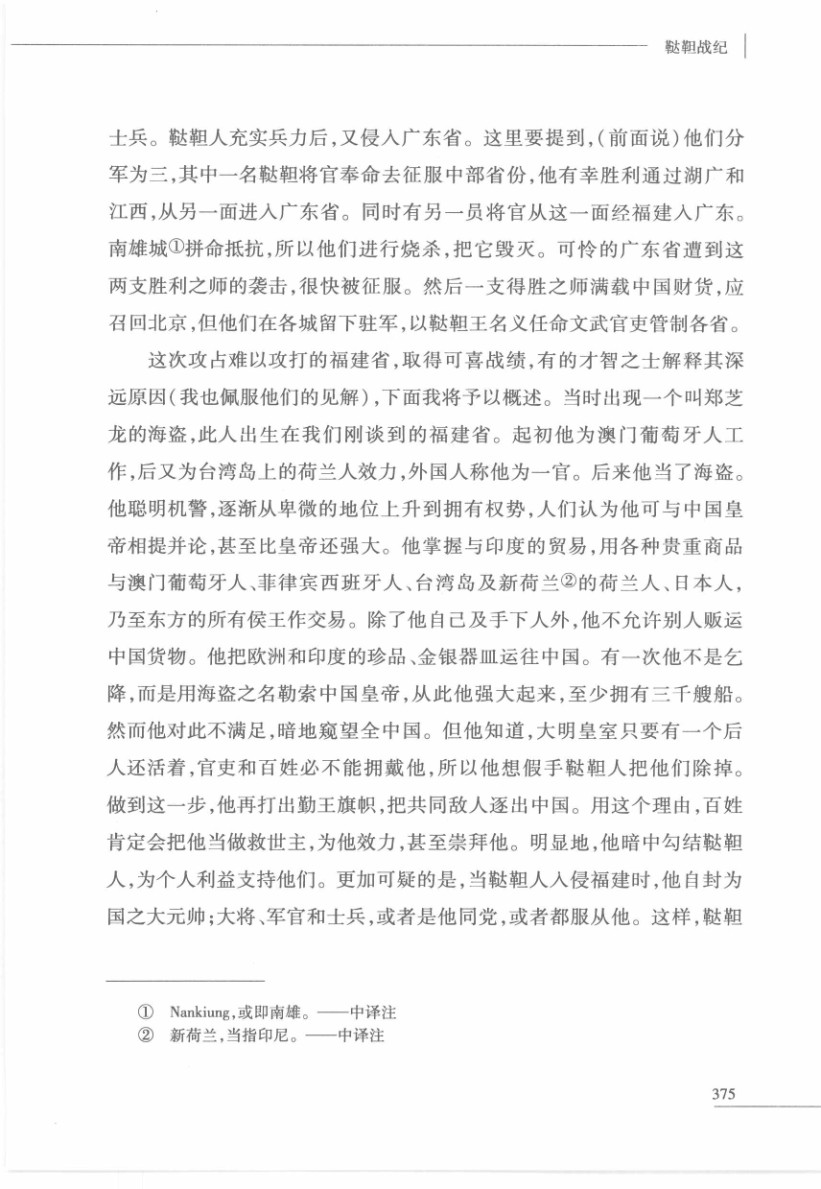 鞑靼战纪
士兵。鞑靼人充实兵力后,又侵入广东省。这里要提到,(前面说)他们分
军为三,其中一名鞑靼将官奉命去征服中部省份,他有幸胜利通过湖广和
江西,从另一面进入广东省。同时有另一员将官从这一面经福建入广东。
南雄城①拼命抵抗,所以他们进行烧杀,把它毁灭。可怜的广东省遭到这
两支胜利之师的袭击,很快被征服。然后一支得胜之师满载中国财货,应
召回北京,但他们在各城留下驻军,以鞑靼王名义任命文武官吏管制各省。
这次攻占难以攻打的福建省,取得可喜战绩,有的才智之士解释其深
远原因(我也佩服他们的见解),下面我将予以概述。当时出现一个叫郑芝
龙的海盗,此人出生在我们刚谈到的福建省。起初他为澳门葡萄牙人工
作,后又为台湾岛上的荷兰人效力,外国人称他为一官。后来他当了海盗。
他聪明机警,逐渐从卑微的地位上升到拥有权势,人们认为他可与中国皇
帝相提并论,甚至比皇帝还强大。他掌握与印度的贸易,用各种贵重商品
与澳门葡萄牙人、菲律宾西班牙人、台湾岛及新荷兰②的荷兰人、日本人,
乃至东方的所有侯王作交易。除了他自己及手下人外,他不允许别人贩运
中国货物。他把欧洲和印度的珍品、金银器皿运往中国。有一次他不是乞
降,而是用海盗之名勒索中国皇帝,从此他强大起来,至少拥有三千艘船。
然而他对此不满足,暗地窥望全中国。但他知道,大明皇室只要有一个后
人还活着,官吏和百姓必不能拥戴他,所以他想假手鞑靼人把他们除掉。
做到这一步,他再打出勤王旗帜,把共同敌人逐出中国。用这个理由,百姓
肯定会把他当做救世主,为他效力,甚至崇拜他。明显地,他暗中勾结鞑靼
人,为个人利益支持他们。更加可疑的是,当鞑靼人入侵福建时,他自封为
国之大元帅;大将、军官和士兵,或者是他同党,或者都服从他。这样,鞑靼
① Nankiung,或即南雄。——中译注
② 新荷兰,当指印尼。——中译注
375